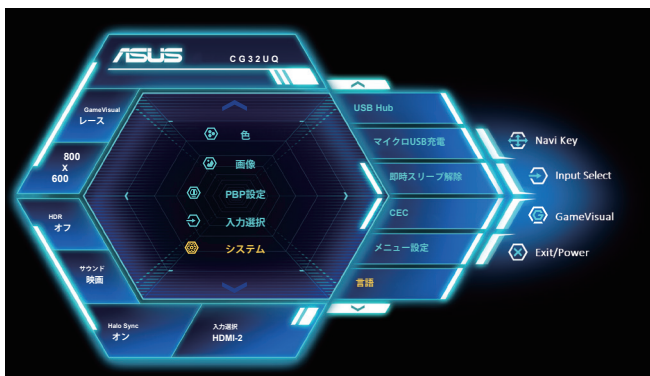 ASUS
CG32UQ
GameVisual
レース
800
X
600
HDR
オフ
サウンド
映画
Halo Sync
オン
入力選択
HDMI-2
色
画像
PBP設定
入力選択
システム
USB Hub
マイクロUSB充電
即時スリープ解除
CEC
メニュー設定
言語
Navi Key
Input Select
GameVisual
Exit/Power